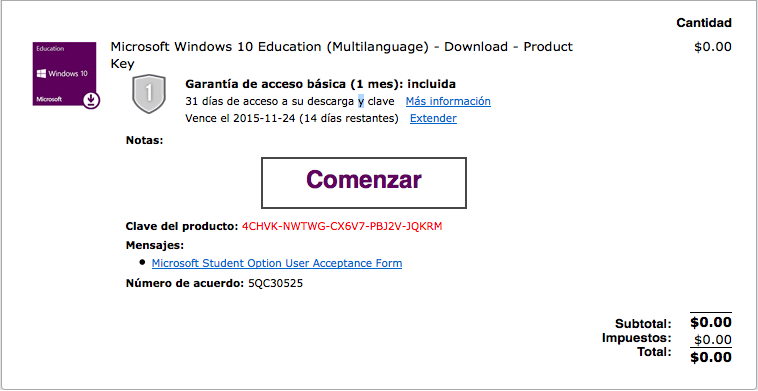 Cantidad
Education
Windows 10
Microsoft
Microsoft Windows 10 Education (Multilanguage) - Download - Product
Key
$0.00
1
Garantía de acceso básica (1 mes): incluida
31 días de acceso a su descarga y clave Más información
Vence el 2015-11-24 (14 días restantes) Extender
Notas:
Comenzar
Clave del producto: 4CHVK-NWTWG-CX6V7-PBJ2V-JQKRM
Mensajes:
• Microsoft Student Option User Acceptance Form
Número de acuerdo: 5QC30525
Subtotal: $0.00
Impuestos: $0.00
Total: $0.00